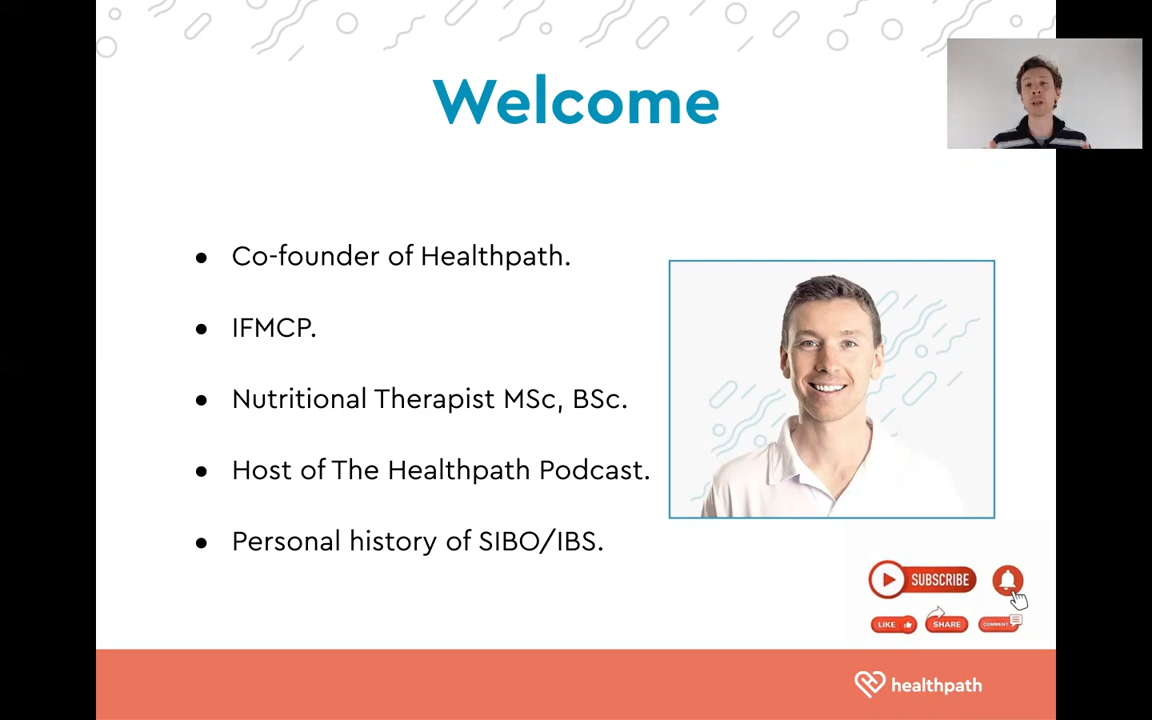 Welcome
Co-founder of Healthpath.
IFMCP.
Nutritional Therapist MSc, BSc.
Host of The Healthpath Podcast.
Personal history of SIBO/IBS.
SUBSCRIBE
LIKE
SHARE
COMMENT
healthpath